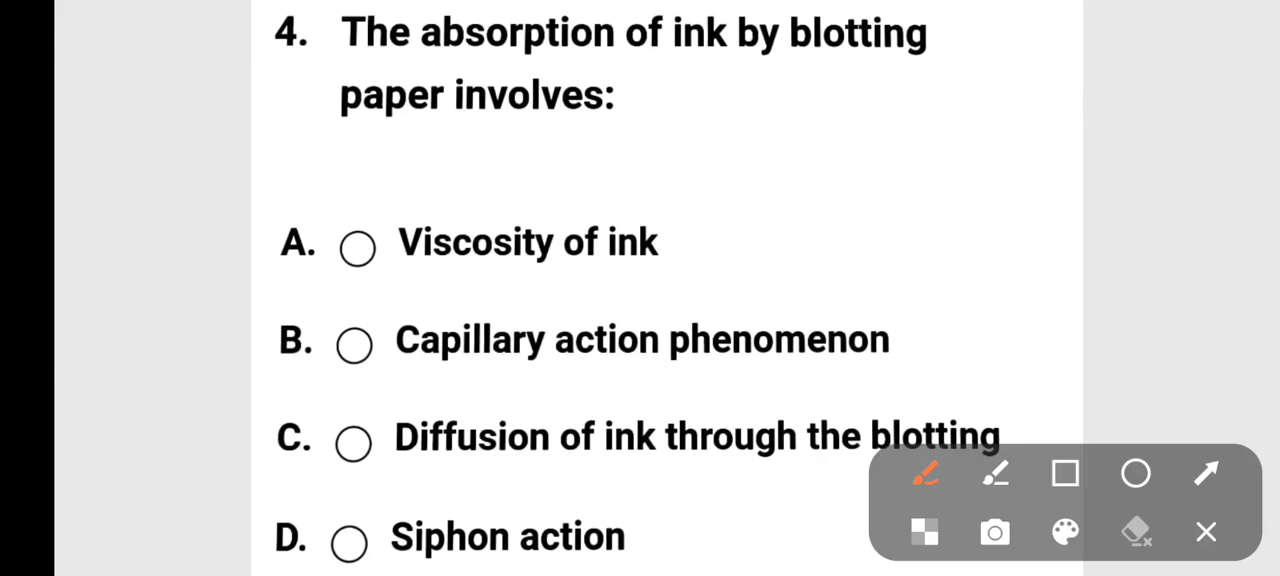 4. The absorption of ink by blotting
paper involves:
A. Viscosity of ink
B. Capillary action phenomenon
C. Diffusion of ink through the blotting
D. Siphon action